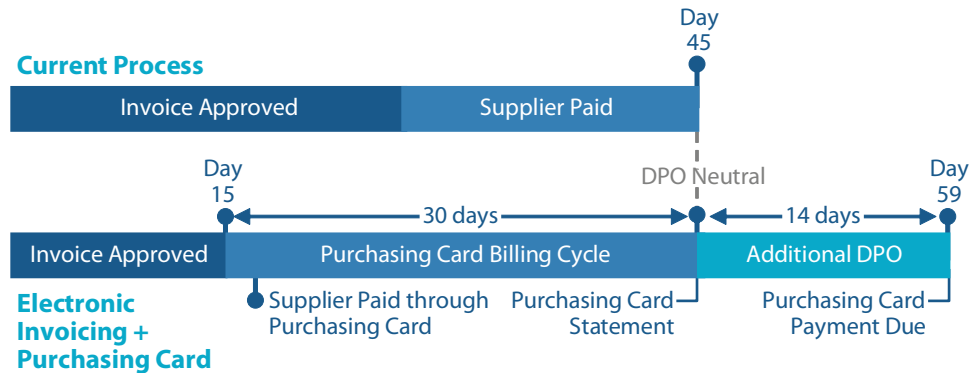 Day
45
Current Process
Invoice Approved
Supplier Paid
Day
15
DPO Neutral
Day
59
30 days
14 days
Invoice Approved
Purchasing Card Billing Cycle
Additional DPO
Electronic
Invoicing +
Purchasing Card
Supplier Paid through
Purchasing Card
Purchasing Card
Statement
Purchasing Card
Payment Due